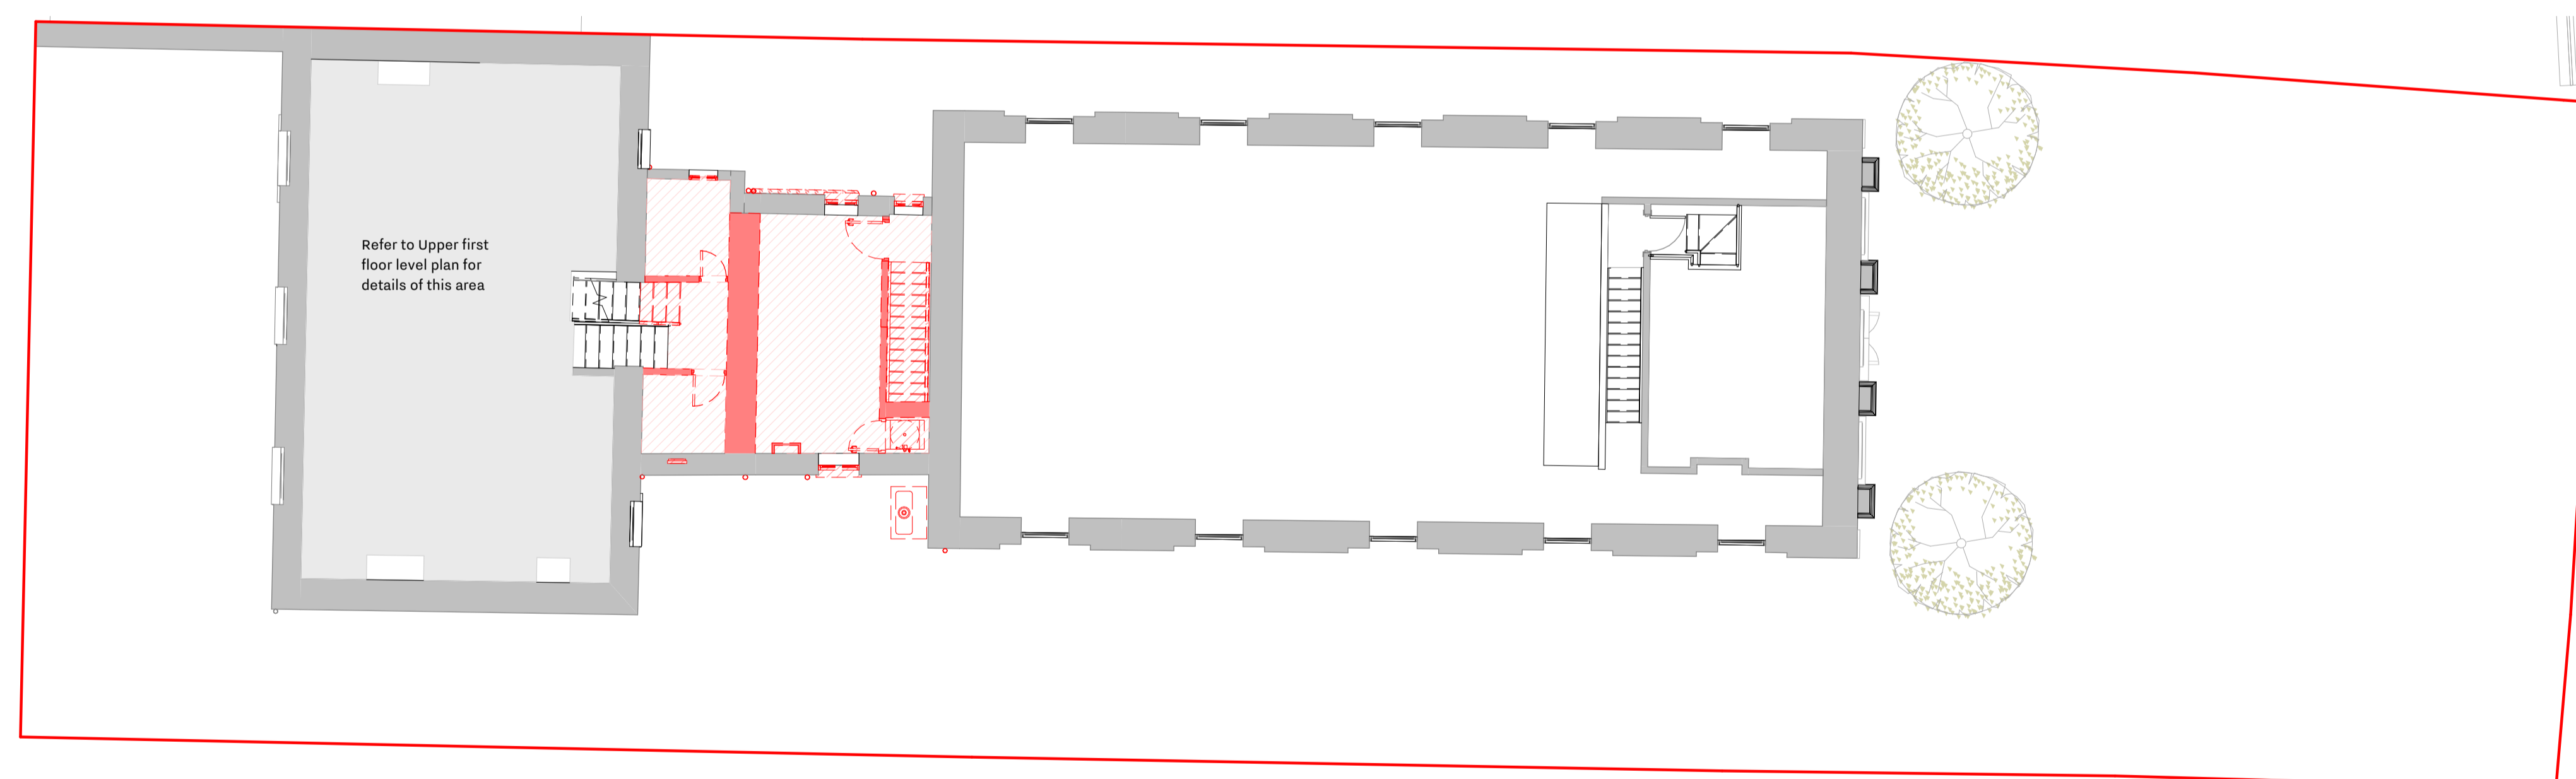 Refer to Upper first
floor level plan for
details of this area